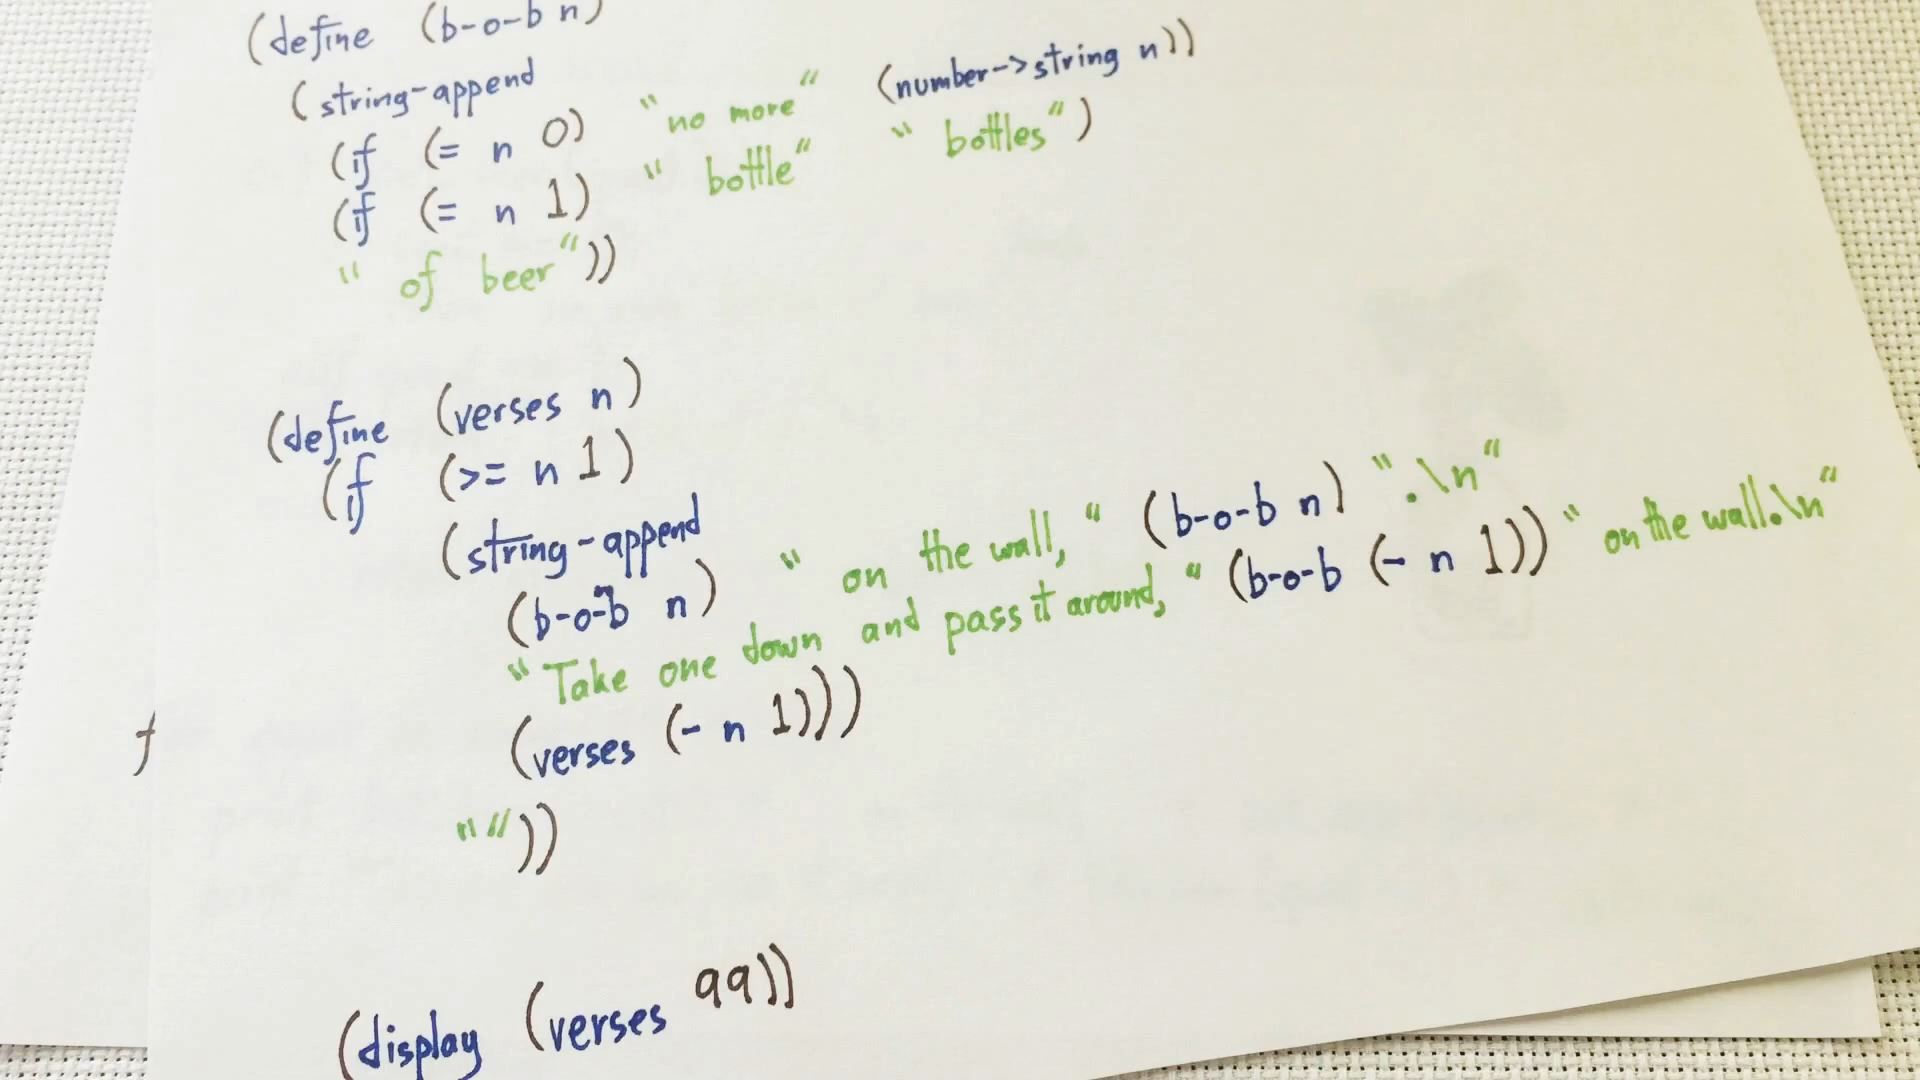 (define (b-o-b n)
(string-append
(if (= n 0) "no more" (number->string n))
(if (= n 1) " bottle" " bottles")
" of beer"))
(define (verses n)
(if (>= n 1)
(string-append
(b-o-b n) " on the wall," (b-o-b n) ".\n"
"Take one down and pass it around," (b-o-b (- n 1)) " on the wall.\n"
(verses (- n 1)))
""))
(display (verses 99))